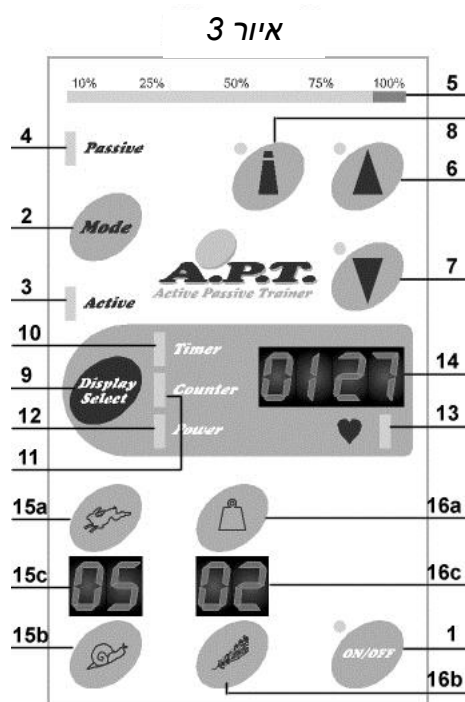 איור 3
10% 25% 50% 75% 100%
5
8
4
Passive
6
2
Mode
A.P.T.
7
Active Passive Trainer
3
Active
10
Timer
9
Display
Select
Counter
0127
14
12
Power
13
11
15a
16a
15c
05
02
16c
15b
1
ON/OFF
16b